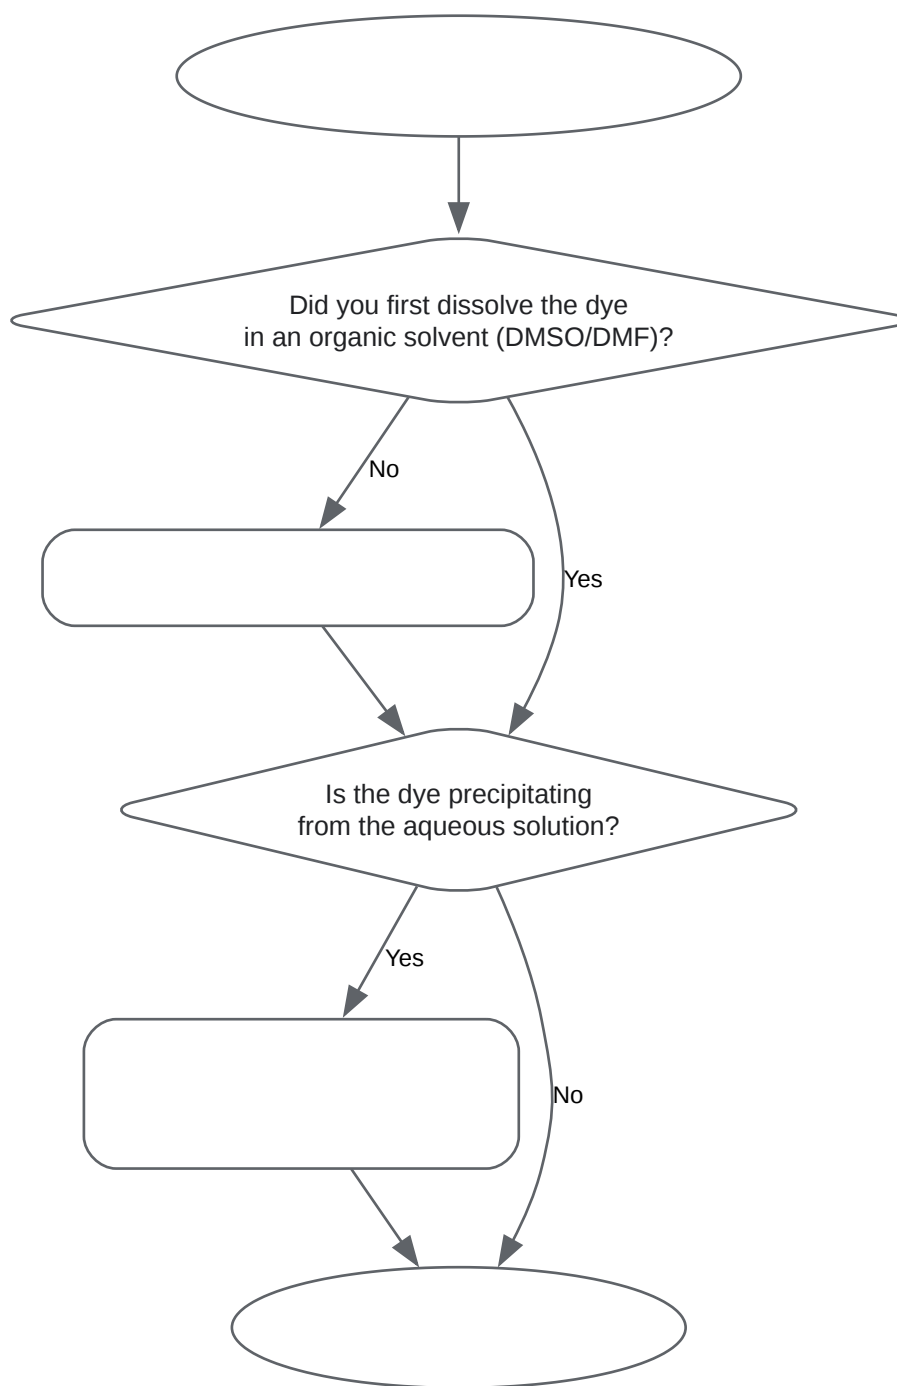 Did you first dissolve the dye
in an organic solvent (DMSO/DMF)?
No
Yes
Is the dye precipitating
from the aqueous solution?
Yes
No